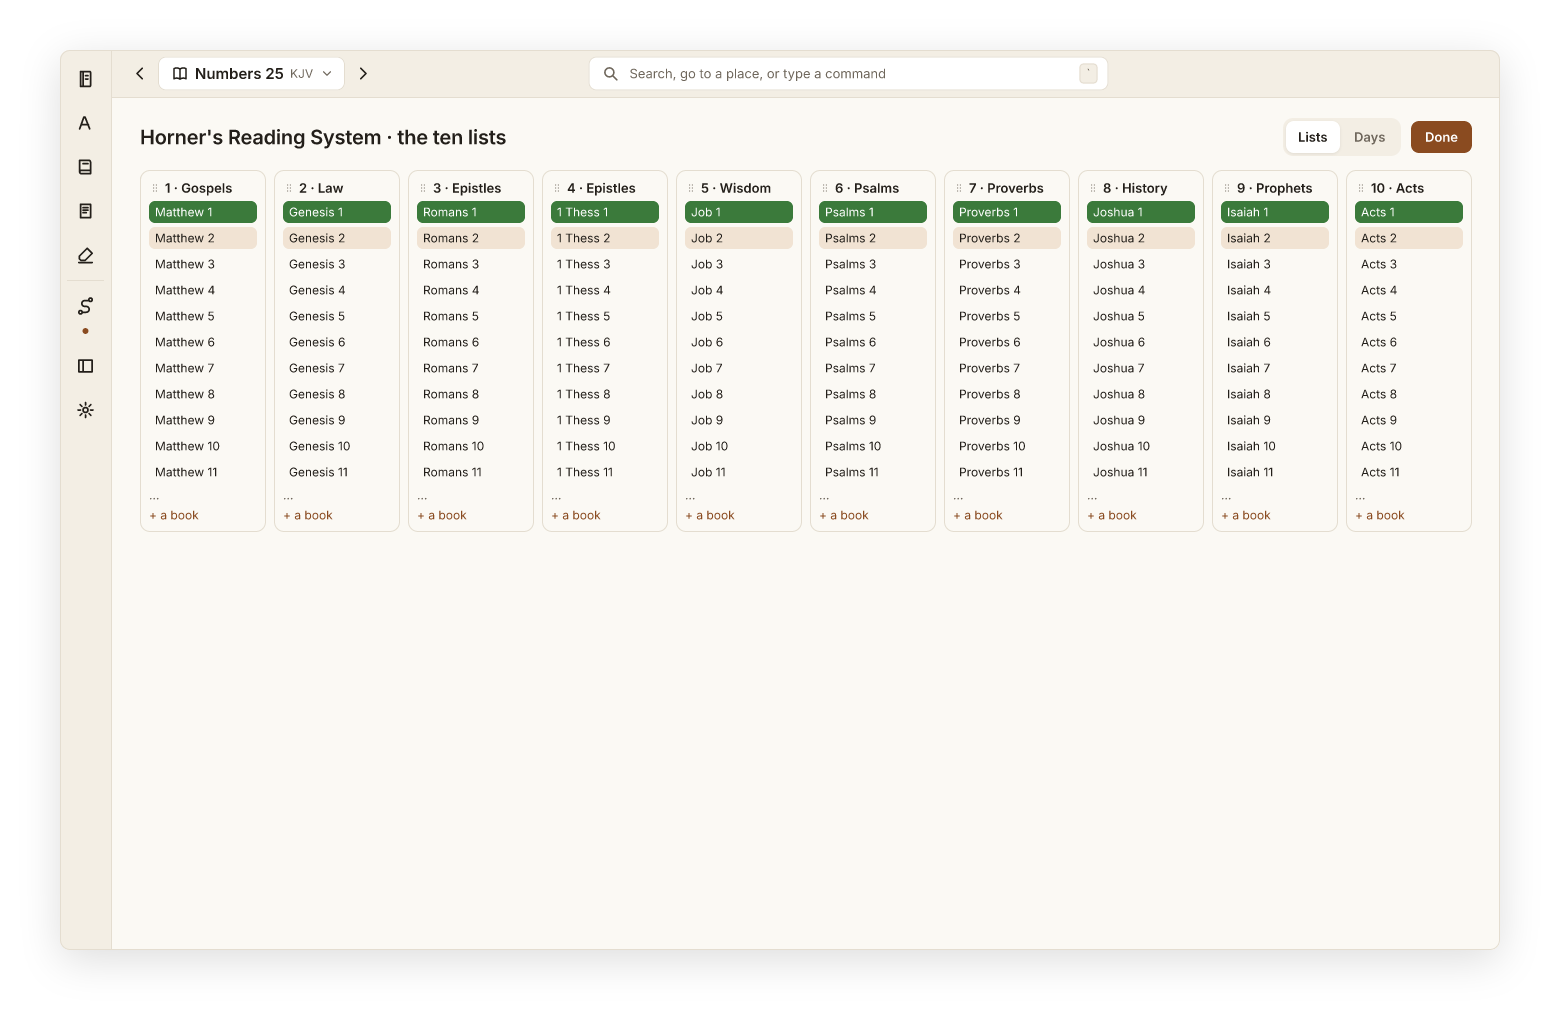 Numbers 25 KJV
Search, go to a place, or type a command
Horner's Reading System · the ten lists
Lists
Days
Done
1 · Gospels
Matthew 1
Matthew 2
Matthew 3
Matthew 4
Matthew 5
Matthew 6
Matthew 7
Matthew 8
Matthew 9
Matthew 10
Matthew 11
...
+ a book
2 · Law
Genesis 1
Genesis 2
Genesis 3
Genesis 4
Genesis 5
Genesis 6
Genesis 7
Genesis 8
Genesis 9
Genesis 10
Genesis 11
...
+ a book
3 · Epistles
Romans 1
Romans 2
Romans 3
Romans 4
Romans 5
Romans 6
Romans 7
Romans 8
Romans 9
Romans 10
Romans 11
...
+ a book
4 · Epistles
1 Thess 1
1 Thess 2
1 Thess 3
1 Thess 4
1 Thess 5
1 Thess 6
1 Thess 7
1 Thess 8
1 Thess 9
1 Thess 10
1 Thess 11
...
+ a book
5 · Wisdom
Job 1
Job 2
Job 3
Job 4
Job 5
Job 6
Job 7
Job 8
Job 9
Job 10
Job 11
...
+ a book
6 · Psalms
Psalms 1
Psalms 2
Psalms 3
Psalms 4
Psalms 5
Psalms 6
Psalms 7
Psalms 8
Psalms 9
Psalms 10
Psalms 11
...
+ a book
7 · Proverbs
Proverbs 1
Proverbs 2
Proverbs 3
Proverbs 4
Proverbs 5
Proverbs 6
Proverbs 7
Proverbs 8
Proverbs 9
Proverbs 10
Proverbs 11
...
+ a book
8 · History
Joshua 1
Joshua 2
Joshua 3
Joshua 4
Joshua 5
Joshua 6
Joshua 7
Joshua 8
Joshua 9
Joshua 10
Joshua 11
...
+ a book
9 · Prophets
Isaiah 1
Isaiah 2
Isaiah 3
Isaiah 4
Isaiah 5
Isaiah 6
Isaiah 7
Isaiah 8
Isaiah 9
Isaiah 10
Isaiah 11
...
+ a book
10 · Acts
Acts 1
Acts 2
Acts 3
Acts 4
Acts 5
Acts 6
Acts 7
Acts 8
Acts 9
Acts 10
Acts 11
...
+ a book